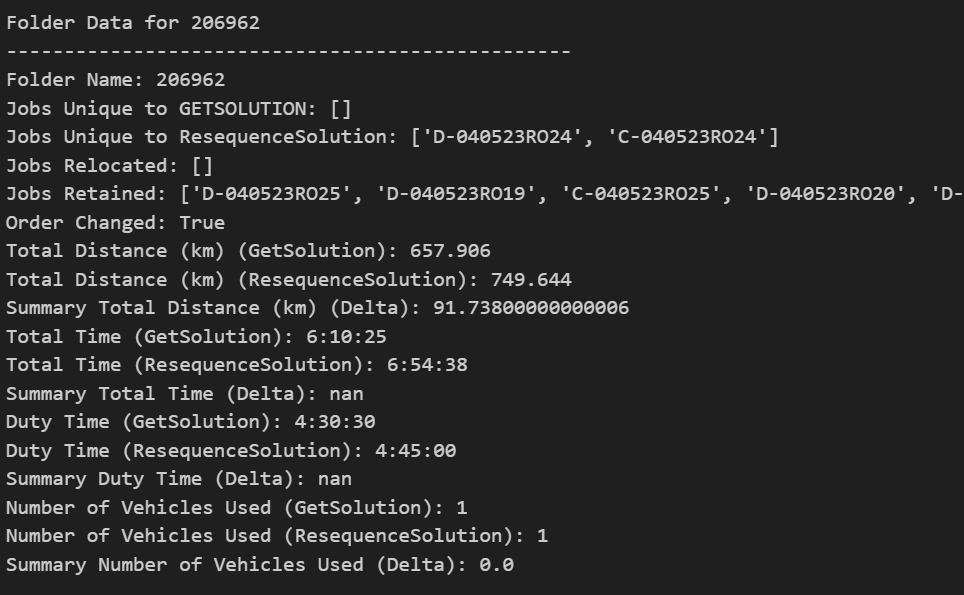 Folder Data for 206962
-------------------------------------------------
Folder Name: 206962
Jobs Unique to GETSOLUTION: []
Jobs Unique to ResequenceSolution: ['D-040523RO24', 'C-040523RO24']
Jobs Relocated: []
Jobs Retained: ['D-040523RO25', 'D-040523RO19', 'C-040523RO25', 'D-040523RO20', 'D-
Order Changed: True
Total Distance (km) (GetSolution): 657.906
Total Distance (km) (ResequenceSolution): 749.644
Summary Total Distance (km) (Delta): 91.73800000000006
Total Time (GetSolution): 6:10:25
Total Time (ResequenceSolution): 6:54:38
Summary Total Time (Delta): nan
Duty Time (GetSolution): 4:30:30
Duty Time (ResequenceSolution): 4:45:00
Summary Duty Time (Delta): nan
Number of Vehicles Used (GetSolution): 1
Number of Vehicles Used (ResequenceSolution): 1
Summary Number of Vehicles Used (Delta): 0.0